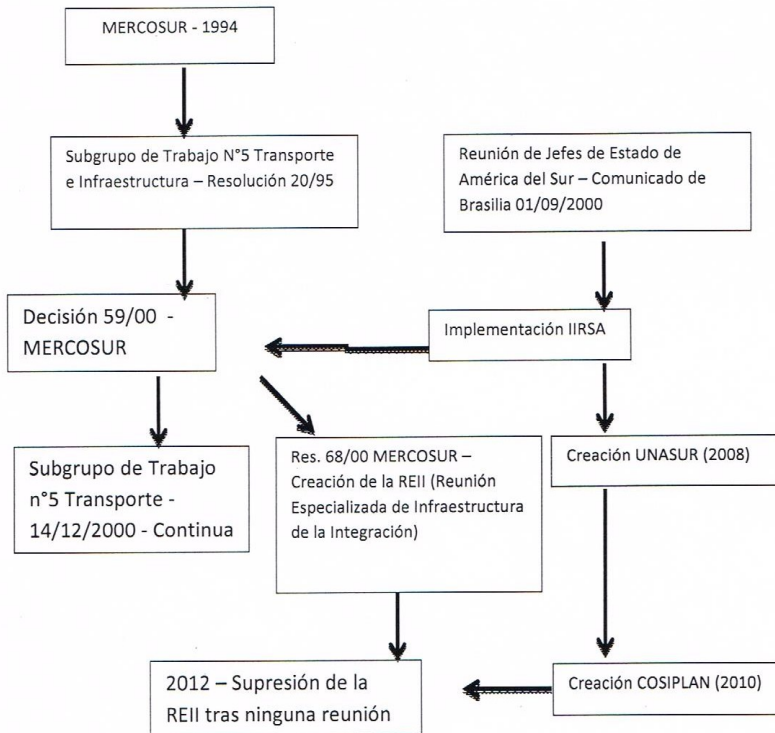 MERCOSUR - 1994
Subgrupo de Trabajo N°5 Transporte
e Infraestructura – Resolución 20/95
Reunión de Jefes de Estado de
América del Sur – Comunicado de
Brasilia 01/09/2000
Decisión 59/00 -
MERCOSUR
Implementación IIRSA
Subgrupo de Trabajo
n°5 Transporte -
14/12/2000 - Continua
Res. 68/00 MERCOSUR –
Creación de la REII (Reunión
Especializada de Infraestructura
de la Integración)
Creación UNASUR (2008)
2012 – Supresión de la
REII tras ninguna reunión
Creación COSIPLAN (2010)